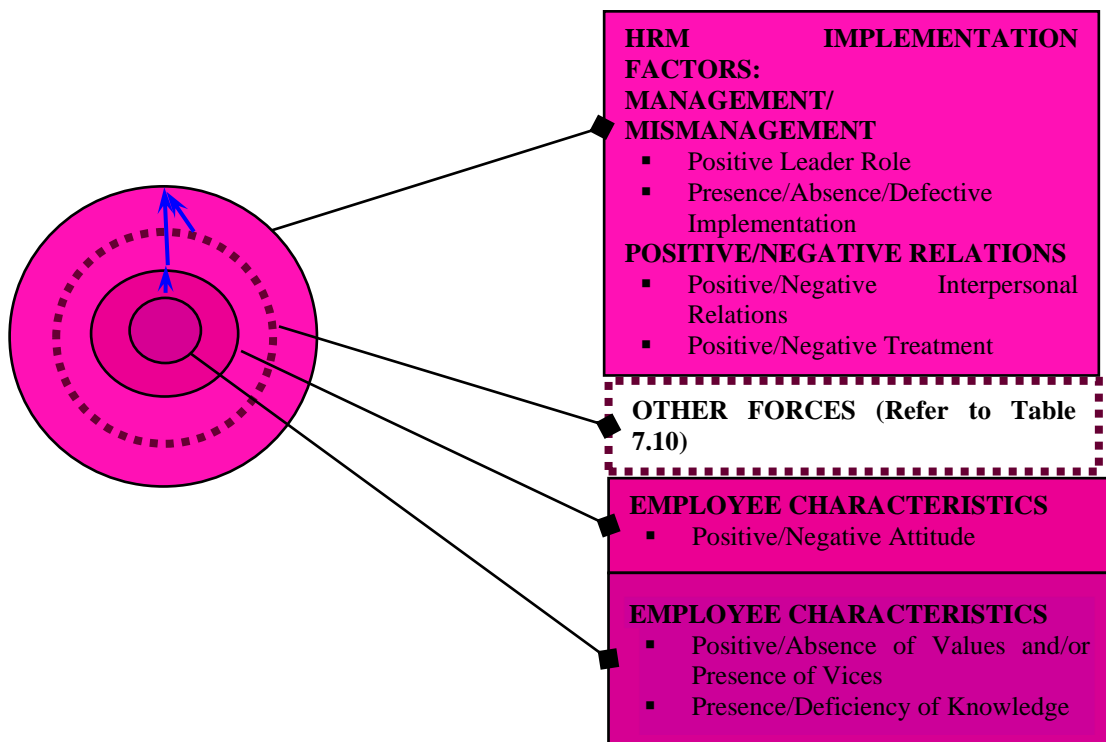 HRM IMPLEMENTATION
FACTORS:
MANAGEMENT/
MISMANAGEMENT
▪ Positive Leader Role
▪ Presence/Absence/Defective
Implementation
POSITIVE/NEGATIVE RELATIONS
▪ Positive/Negative Interpersonal
Relations
▪ Positive/Negative Treatment
OTHER FORCES (Refer to Table
7.10)
EMPLOYEE CHARACTERISTICS
▪ Positive/Negative Attitude
EMPLOYEE CHARACTERISTICS
▪ Positive/Absence of Values and/or
Presence of Vices
▪ Presence/Deficiency of Knowledge